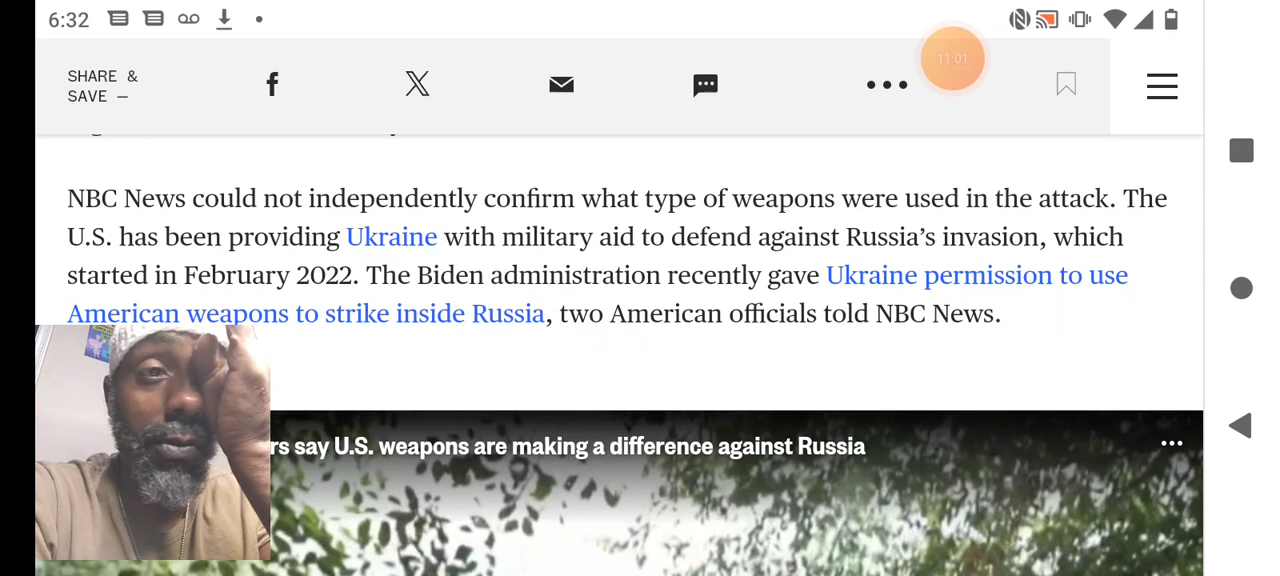 6:32
11:01
SHARE &
SAVE —
NBC News could not independently confirm what type of weapons were used in the attack. The
U.S. has been providing Ukraine with military aid to defend against Russia’s invasion, which
started in February 2022. The Biden administration recently gave Ukraine permission to use
American weapons to strike inside Russia, two American officials told NBC News.
rs say U.S. weapons are making a difference against Russia